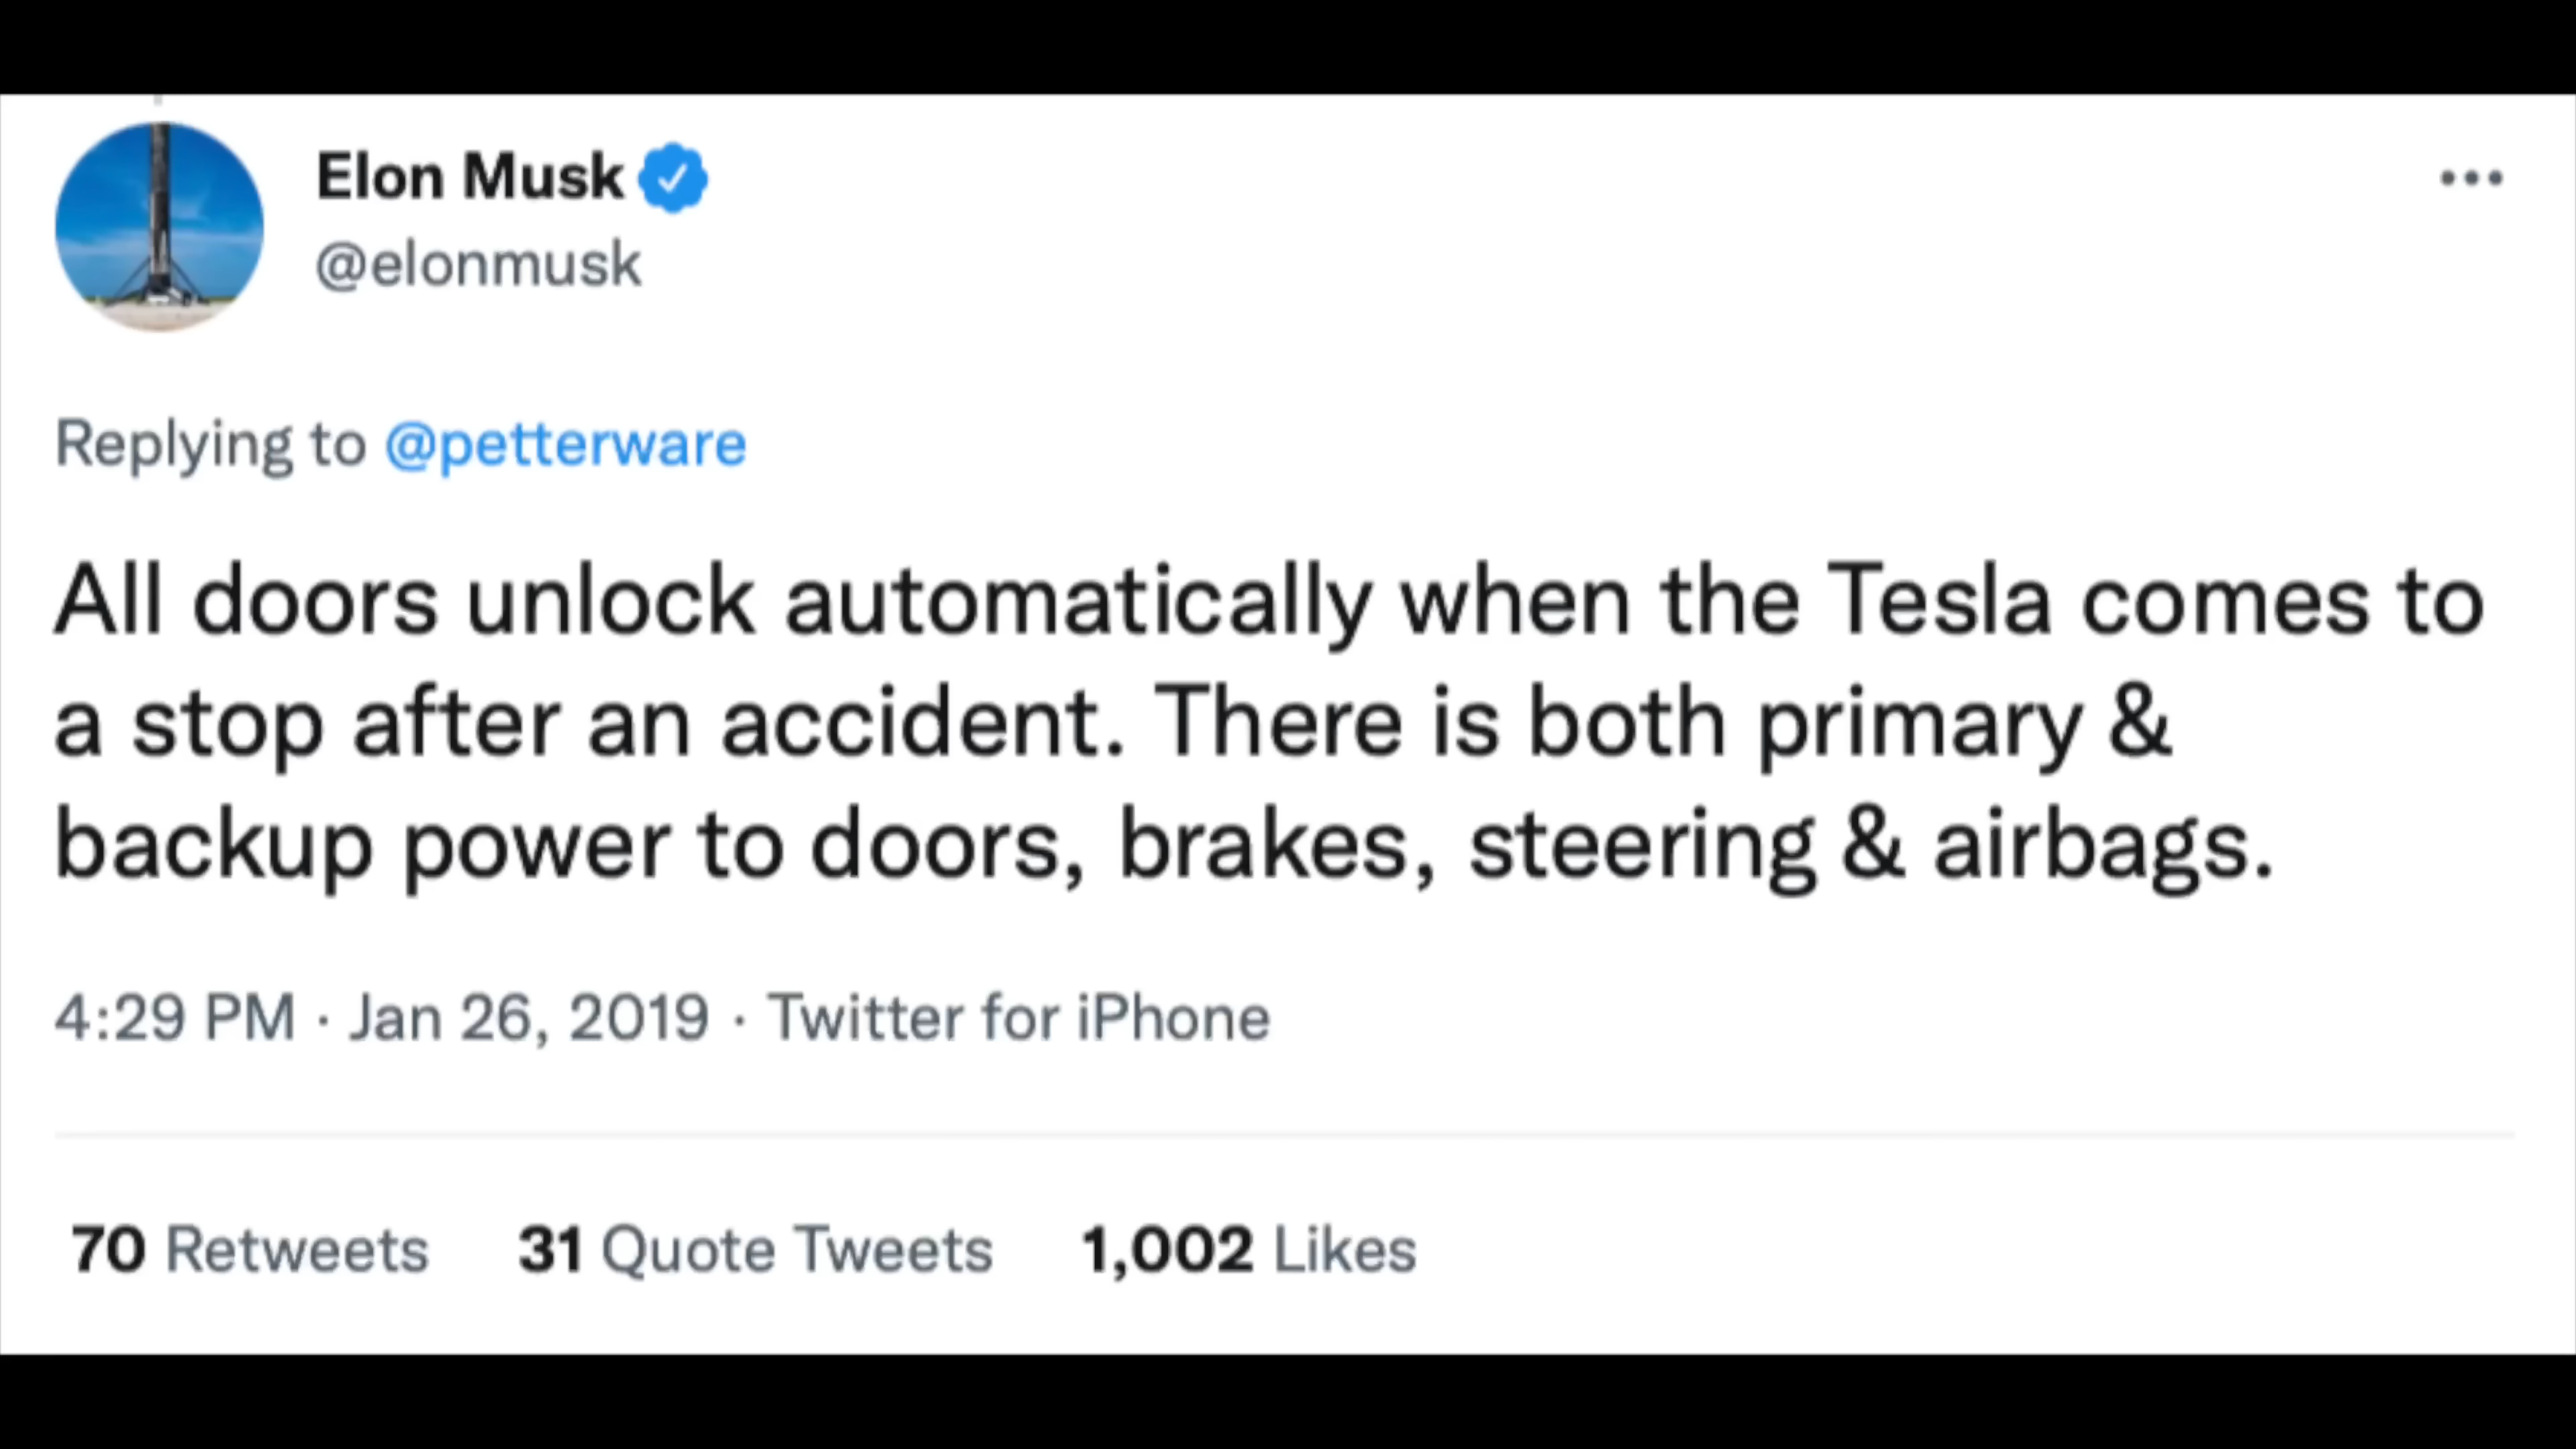 Elon Musk
@elonmusk
Replying to @petterware
All doors unlock automatically when the Tesla comes to
a stop after an accident. There is both primary &
backup power to doors, brakes, steering & airbags.
4:29 PM · Jan 26, 2019 · Twitter for iPhone
70 Retweets 31 Quote Tweets 1,002 Likes